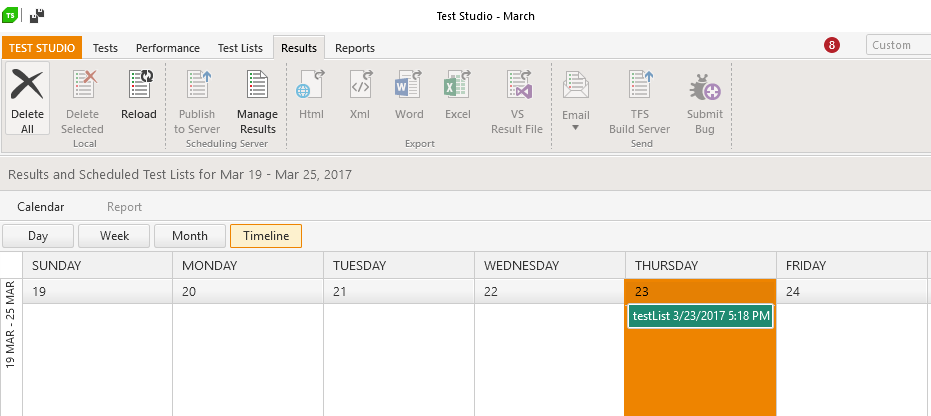 TS
Test Studio - March
TEST STUDIO Tests Performance Test Lists Results Reports 8 Custom
Delete All
Delete Selected
Reload
Local
Publish to Server
Manage Results
Scheduling Server
Html
Xml
Word
Excel
VS Result File
Export
Email
TFS Build Server
Submit Bug
Send
Results and Scheduled Test Lists for Mar 19 - Mar 25, 2017
Calendar Report
Day Week Month Timeline
SUNDAY MONDAY TUESDAY WEDNESDAY THURSDAY FRIDAY
19 20 21 22 23 24
19 MAR - 25 MAR
testList 3/23/2017 5:18 PM